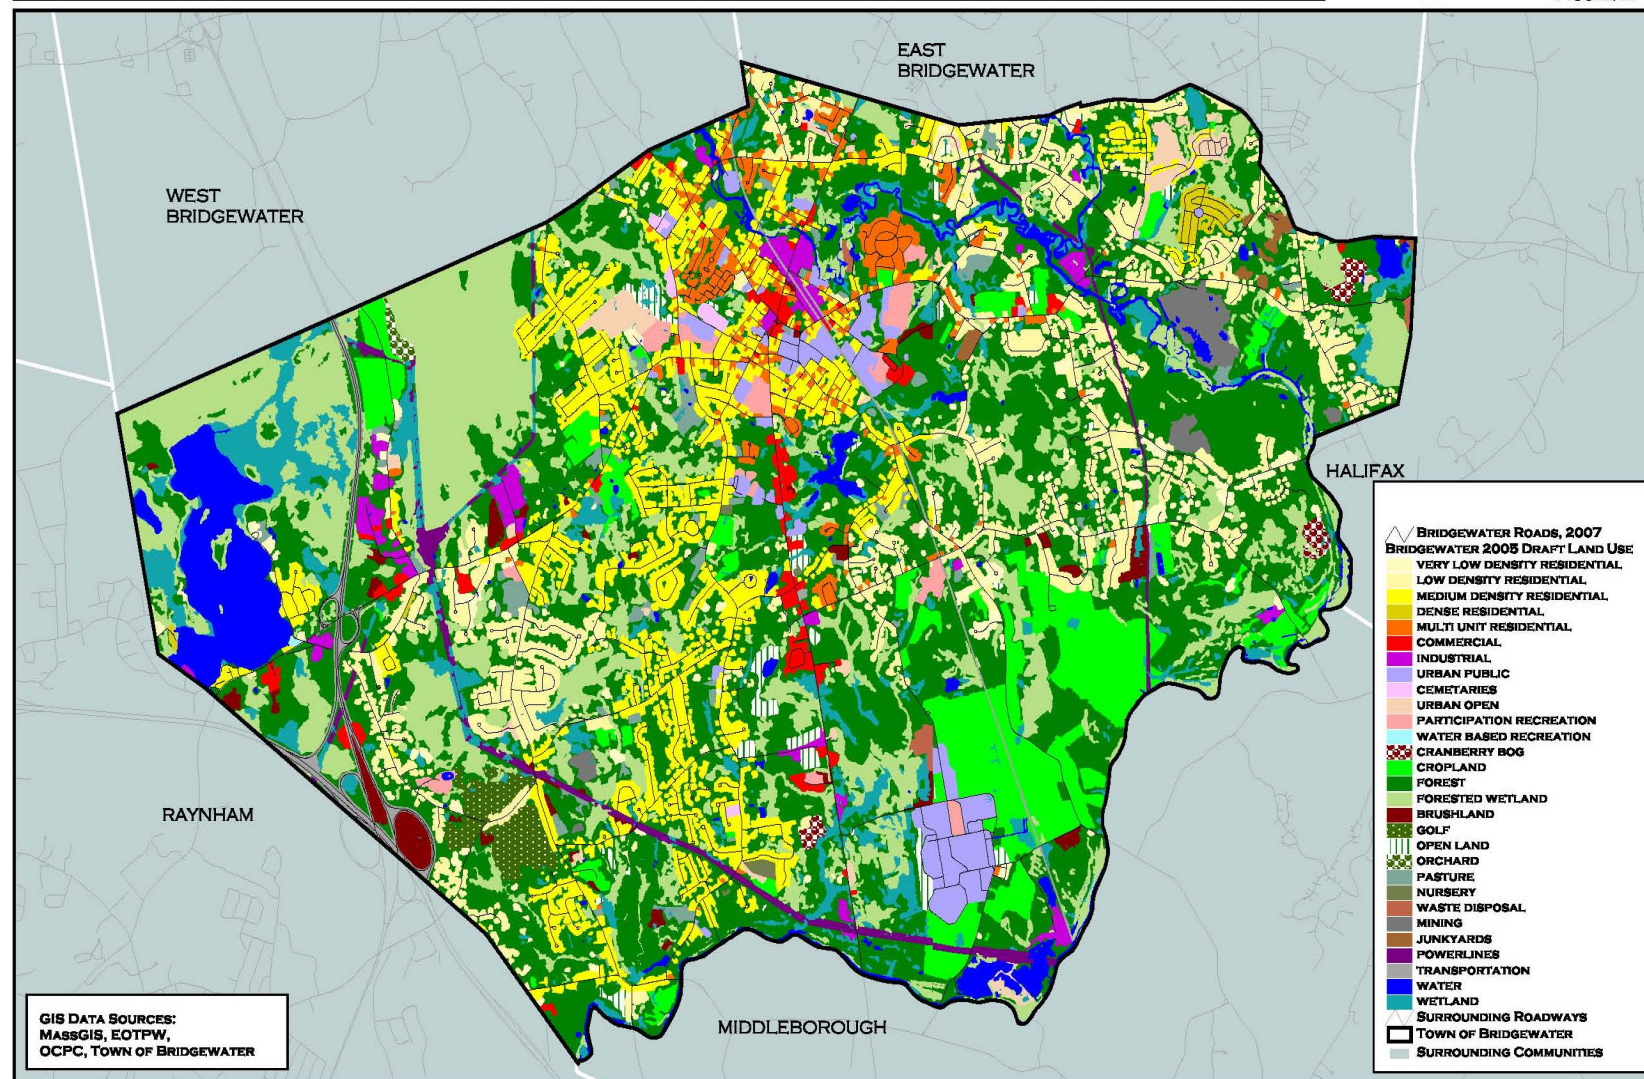 EAST
BRIDGEWATER
WEST
BRIDGEWATER
HALIFAX
RAYNHAM
MIDDLEBOROUGH
BRIDGEWATER ROADS, 2007
BRIDGEWATER 2005 DRAFT LAND USE
VERY LOW DENSITY RESIDENTIAL
LOW DENSITY RESIDENTIAL
MEDIUM DENSITY RESIDENTIAL
DENSE RESIDENTIAL
MULTI UNIT RESIDENTIAL
COMMERCIAL
INDUSTRIAL
URBAN PUBLIC
CEMETARIES
URBAN OPEN
PARTICIPATION RECREATION
WATER BASED RECREATION
CRANBERRY BOG
CROPLAND
FOREST
FORESTED WETLAND
BRUSHLAND
GOLF
OPEN LAND
ORCHARD
PASTURE
NURSERY
WASTE DISPOSAL
MINING
JUNKYARDS
POWERLINES
TRANSPORTATION
WATER
WETLAND
SURROUNDING ROADWAYS
TOWN OF BRIDGEWATER
SURROUNDING COMMUNITIES
GIS DATA SOURCES:
MASSGIS, EOTPW,
OCPC, TOWN OF BRIDGEWATER